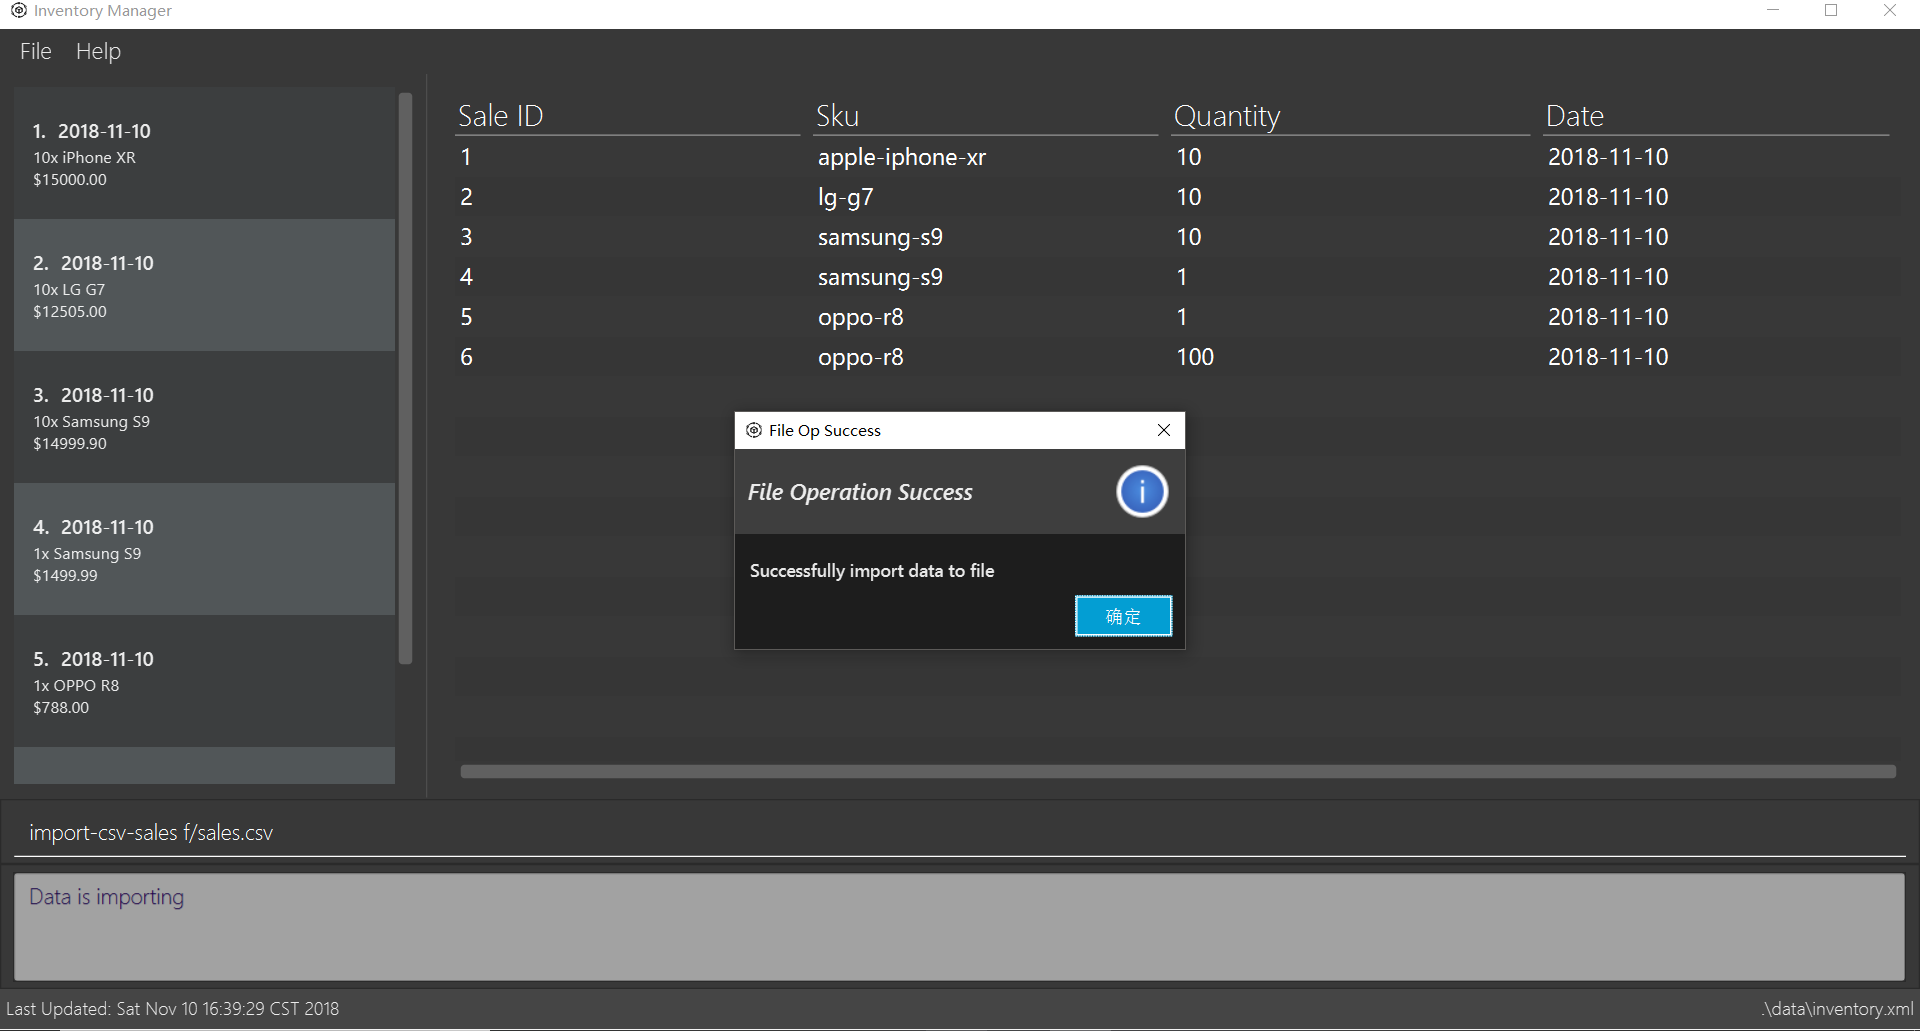 Inventory Manager
File Help
1. 2018-11-10
10x iPhone XR
$15000.00
2. 2018-11-10
10x LG G7
$12505.00
3. 2018-11-10
10x Samsung S9
$14999.90
4. 2018-11-10
1x Samsung S9
$1499.99
5. 2018-11-10
1x OPPO R8
$788.00
Sale ID Sku Quantity Date
1 apple-iphone-xr 10 2018-11-10
2 lg-g7 10 2018-11-10
3 samsung-s9 10 2018-11-10
4 samsung-s9 1 2018-11-10
5 oppo-r8 1 2018-11-10
6 oppo-r8 100 2018-11-10
File Op Success
File Operation Success
i
Successfully import data to file
确定
import-csv-sales f/sales.csv
Data is importing
Last Updated: Sat Nov 10 16:39:29 CST 2018 .\data\inventory.xml